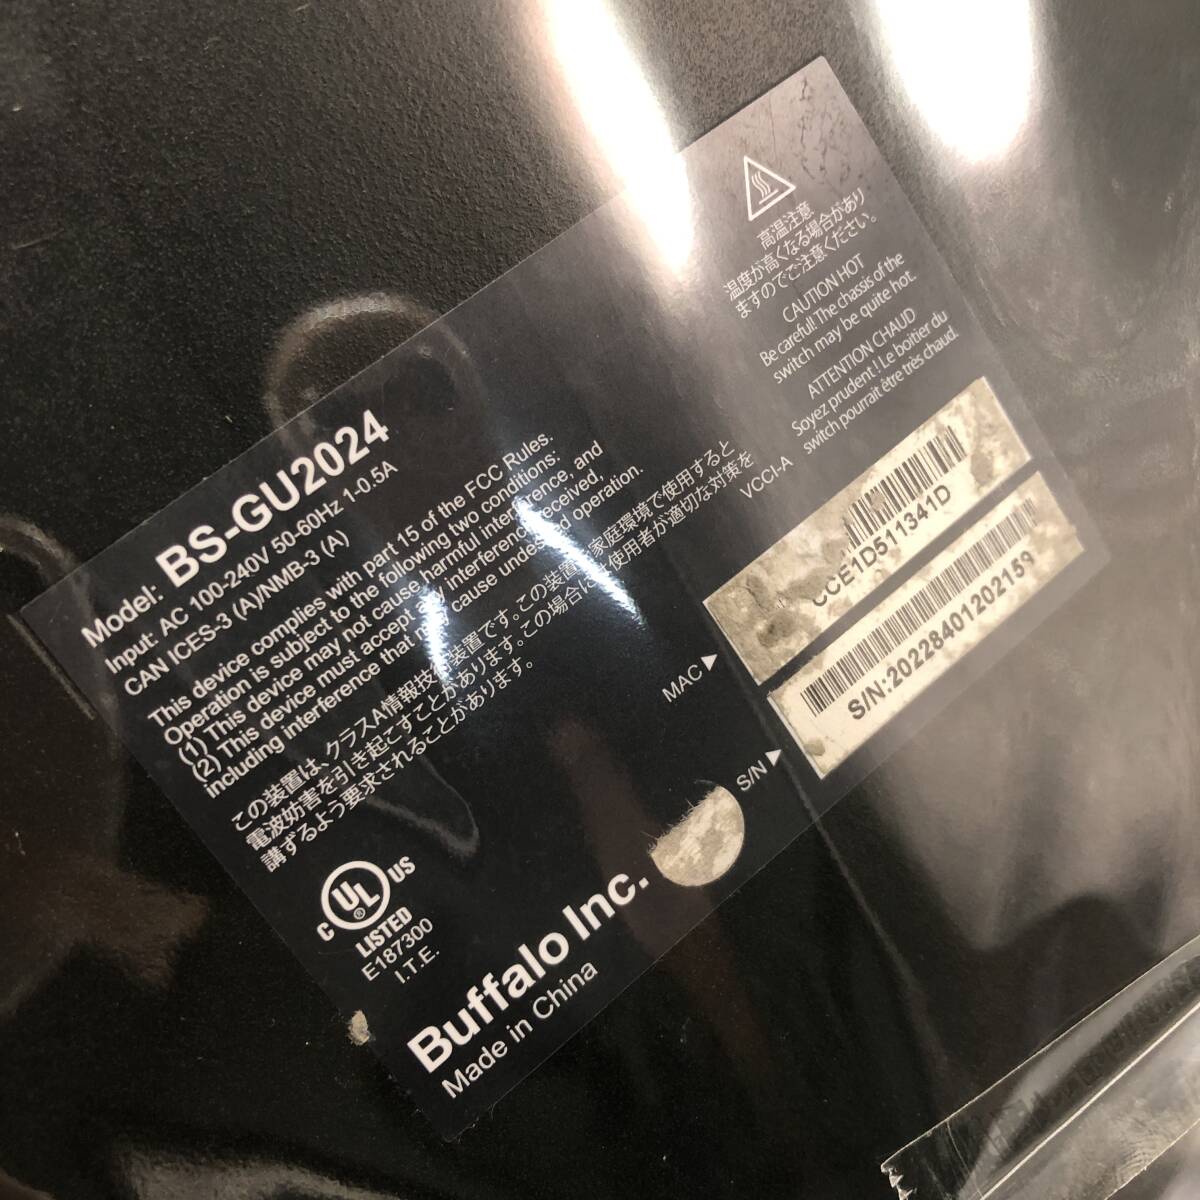 Model: BS-GU2024
Input: AC 100-240V 50-60Hz 1-0.5A
CAN ICES-3 (A)/NMB-3 (A)
This device complies with part 15 of the FCC Rules.
Operation is subject to the following two conditions:
(1) This device may not cause harmful interference, and
(2) This device must accept any interference received,
including interference that may cause undesired operation.
この装置は、クラスA情報技術装置です。この装置を家庭環境で使用すると
電波妨害を引き起こすことがあります。この場合には使用者が適切な対策を
講ずるよう要求されることがあります。
VCCI-A
C UL US
®
LISTED
E187300
I.T.E.
Buffalo Inc.
Made in China
高温注意
温度が高くなる場合があり
ますのでご注意ください。
CAUTION HOT
Be careful! The chassis of the
switch may be quite hot.
ATTENTION CHAUD
Soyez prudent ! Le boitier du
switch pourrait être très chaud.
MAC
CCE1D511341D
S/N
S/N:20228401202159